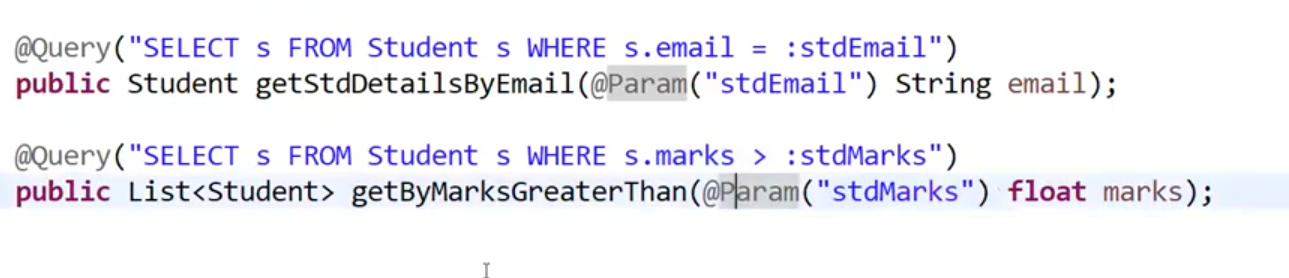 @Query("SELECT s FROM Student s WHERE s.email = :stdEmail")
public Student getStdDetailsByEmail(@Param("stdEmail") String email);
@Query("SELECT s FROM Student s WHERE s.marks > :stdMarks")
public List<Student> getByMarksGreaterThan(@Param("stdMarks") float marks);